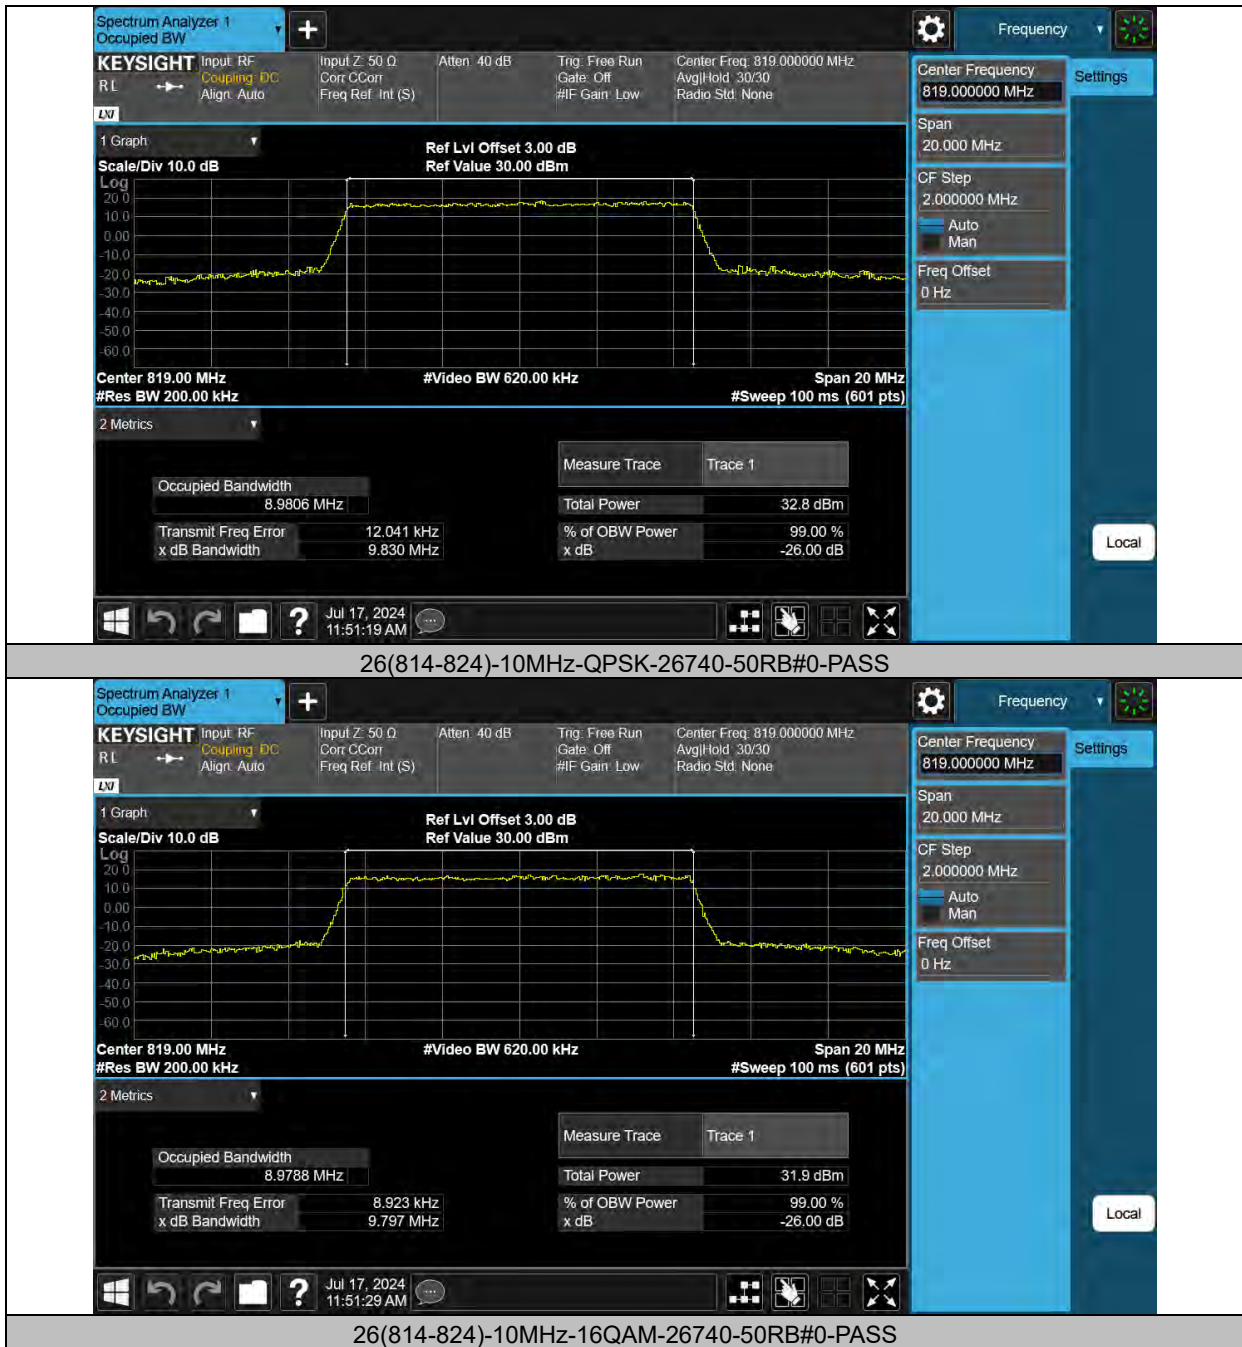 Spectrum Analyzer 1
Occupied BW
Frequency
KEYSIGHT
R L
LXI
Input: RF
Coupling: DC
Align: Auto
Input Z: 50 Ω
Corr CCorr
Freq Ref: Int (S)
Atten: 40 dB
Trig: Free Run
Gate: Off
#IF Gain: Low
Center Freq: 819.000000 MHz
Avg|Hold: 30/30
Radio Std: None
Center Frequency
819.000000 MHz
Settings
Span
20.000 MHz
CF Step
2.000000 MHz
Auto
Man
Freq Offset
0 Hz
Local
1 Graph
Scale/Div 10.0 dB
Ref Lvl Offset 3.00 dB
Ref Value 30.00 dBm
Log
20.0
10.0
0.00
-10.0
-20.0
-30.0
-40.0
-50.0
-60.0
Center 819.00 MHz
#Video BW 620.00 kHz
Span 20 MHz
#Res BW 200.00 kHz
#Sweep 100 ms (601 pts)
2 Metrics
Measure Trace Trace 1
Occupied Bandwidth
8.9806 MHz
Total Power 32.8 dBm
Transmit Freq Error 12.041 kHz
% of OBW Power 99.00 %
x dB Bandwidth 9.830 MHz
x dB -26.00 dB
Jul 17, 2024
11:51:19 AM
26(814-824)-10MHz-QPSK-26740-50RB#0-PASS
Spectrum Analyzer 1
Occupied BW
Frequency
KEYSIGHT
R L
LXI
Input: RF
Coupling: DC
Align: Auto
Input Z: 50 Ω
Corr CCorr
Freq Ref: Int (S)
Atten: 40 dB
Trig: Free Run
Gate: Off
#IF Gain: Low
Center Freq: 819.000000 MHz
Avg|Hold: 30/30
Radio Std: None
Center Frequency
819.000000 MHz
Settings
Span
20.000 MHz
CF Step
2.000000 MHz
Auto
Man
Freq Offset
0 Hz
Local
1 Graph
Scale/Div 10.0 dB
Ref Lvl Offset 3.00 dB
Ref Value 30.00 dBm
Log
20.0
10.0
0.00
-10.0
-20.0
-30.0
-40.0
-50.0
-60.0
Center 819.00 MHz
#Video BW 620.00 kHz
Span 20 MHz
#Res BW 200.00 kHz
#Sweep 100 ms (601 pts)
2 Metrics
Measure Trace Trace 1
Occupied Bandwidth
8.9788 MHz
Total Power 31.9 dBm
Transmit Freq Error 8.923 kHz
% of OBW Power 99.00 %
x dB Bandwidth 9.797 MHz
x dB -26.00 dB
Jul 17, 2024
11:51:29 AM
26(814-824)-10MHz-16QAM-26740-50RB#0-PASS